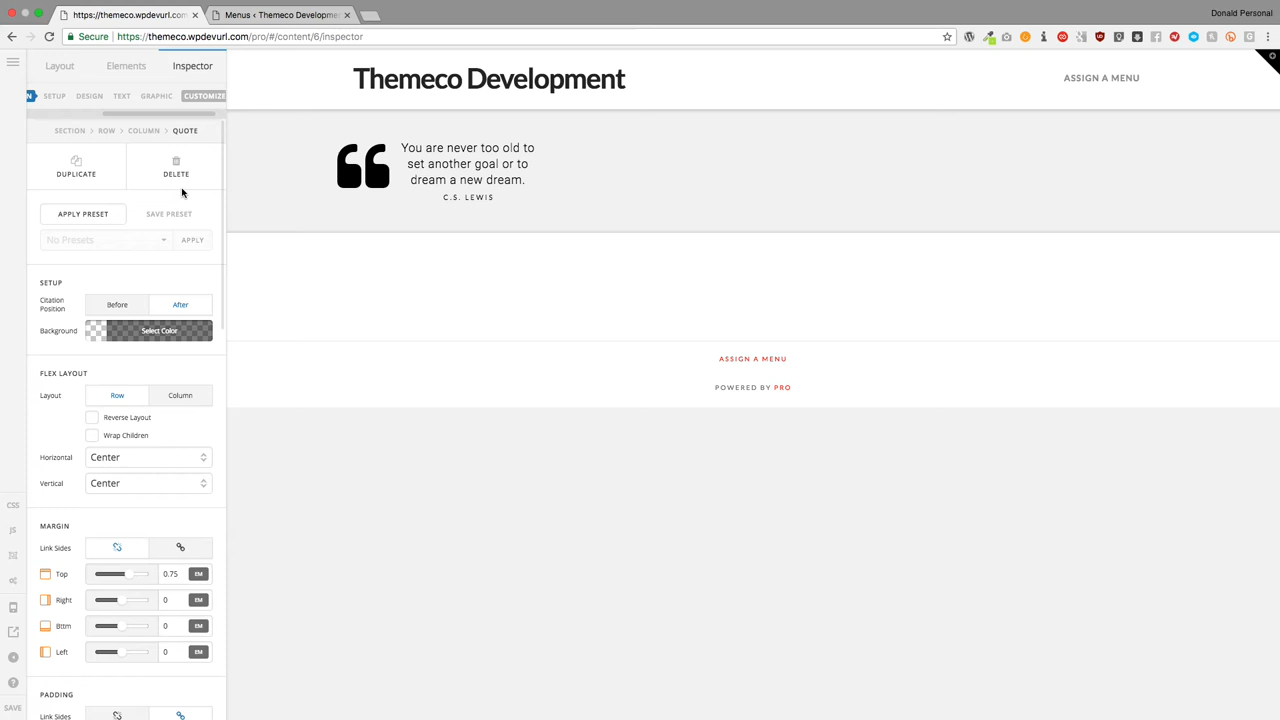 https://themeco.wpdevurl.com...
Menus ‹ Themeco Developmen
Donald Personal
Secure
https://themeco.wpdevurl.com/pro/#/content/6/inspector
Layout
Elements
Inspector
N
SETUP
DESIGN
TEXT
GRAPHIC
CUSTOMIZE
SECTION > ROW > COLUMN > QUOTE
DUPLICATE
DELETE
APPLY PRESET
SAVE PRESET
No Presets
APPLY
SETUP
Citation
Position
Before
After
Background
Select Color
FLEX LAYOUT
Layout
Row
Column
Reverse Layout
Wrap Children
Horizontal
Center
Vertical
Center
MARGIN
Link Sides
Top
0.75
EM
Right
0
EM
Bttm
0
EM
Left
0
EM
PADDING
Link Sides
CSS
JS
SAVE
Themeco Development
ASSIGN A MENU
You are never too old to
set another goal or to
dream a new dream.
C.S. LEWIS
ASSIGN A MENU
POWERED BY PRO